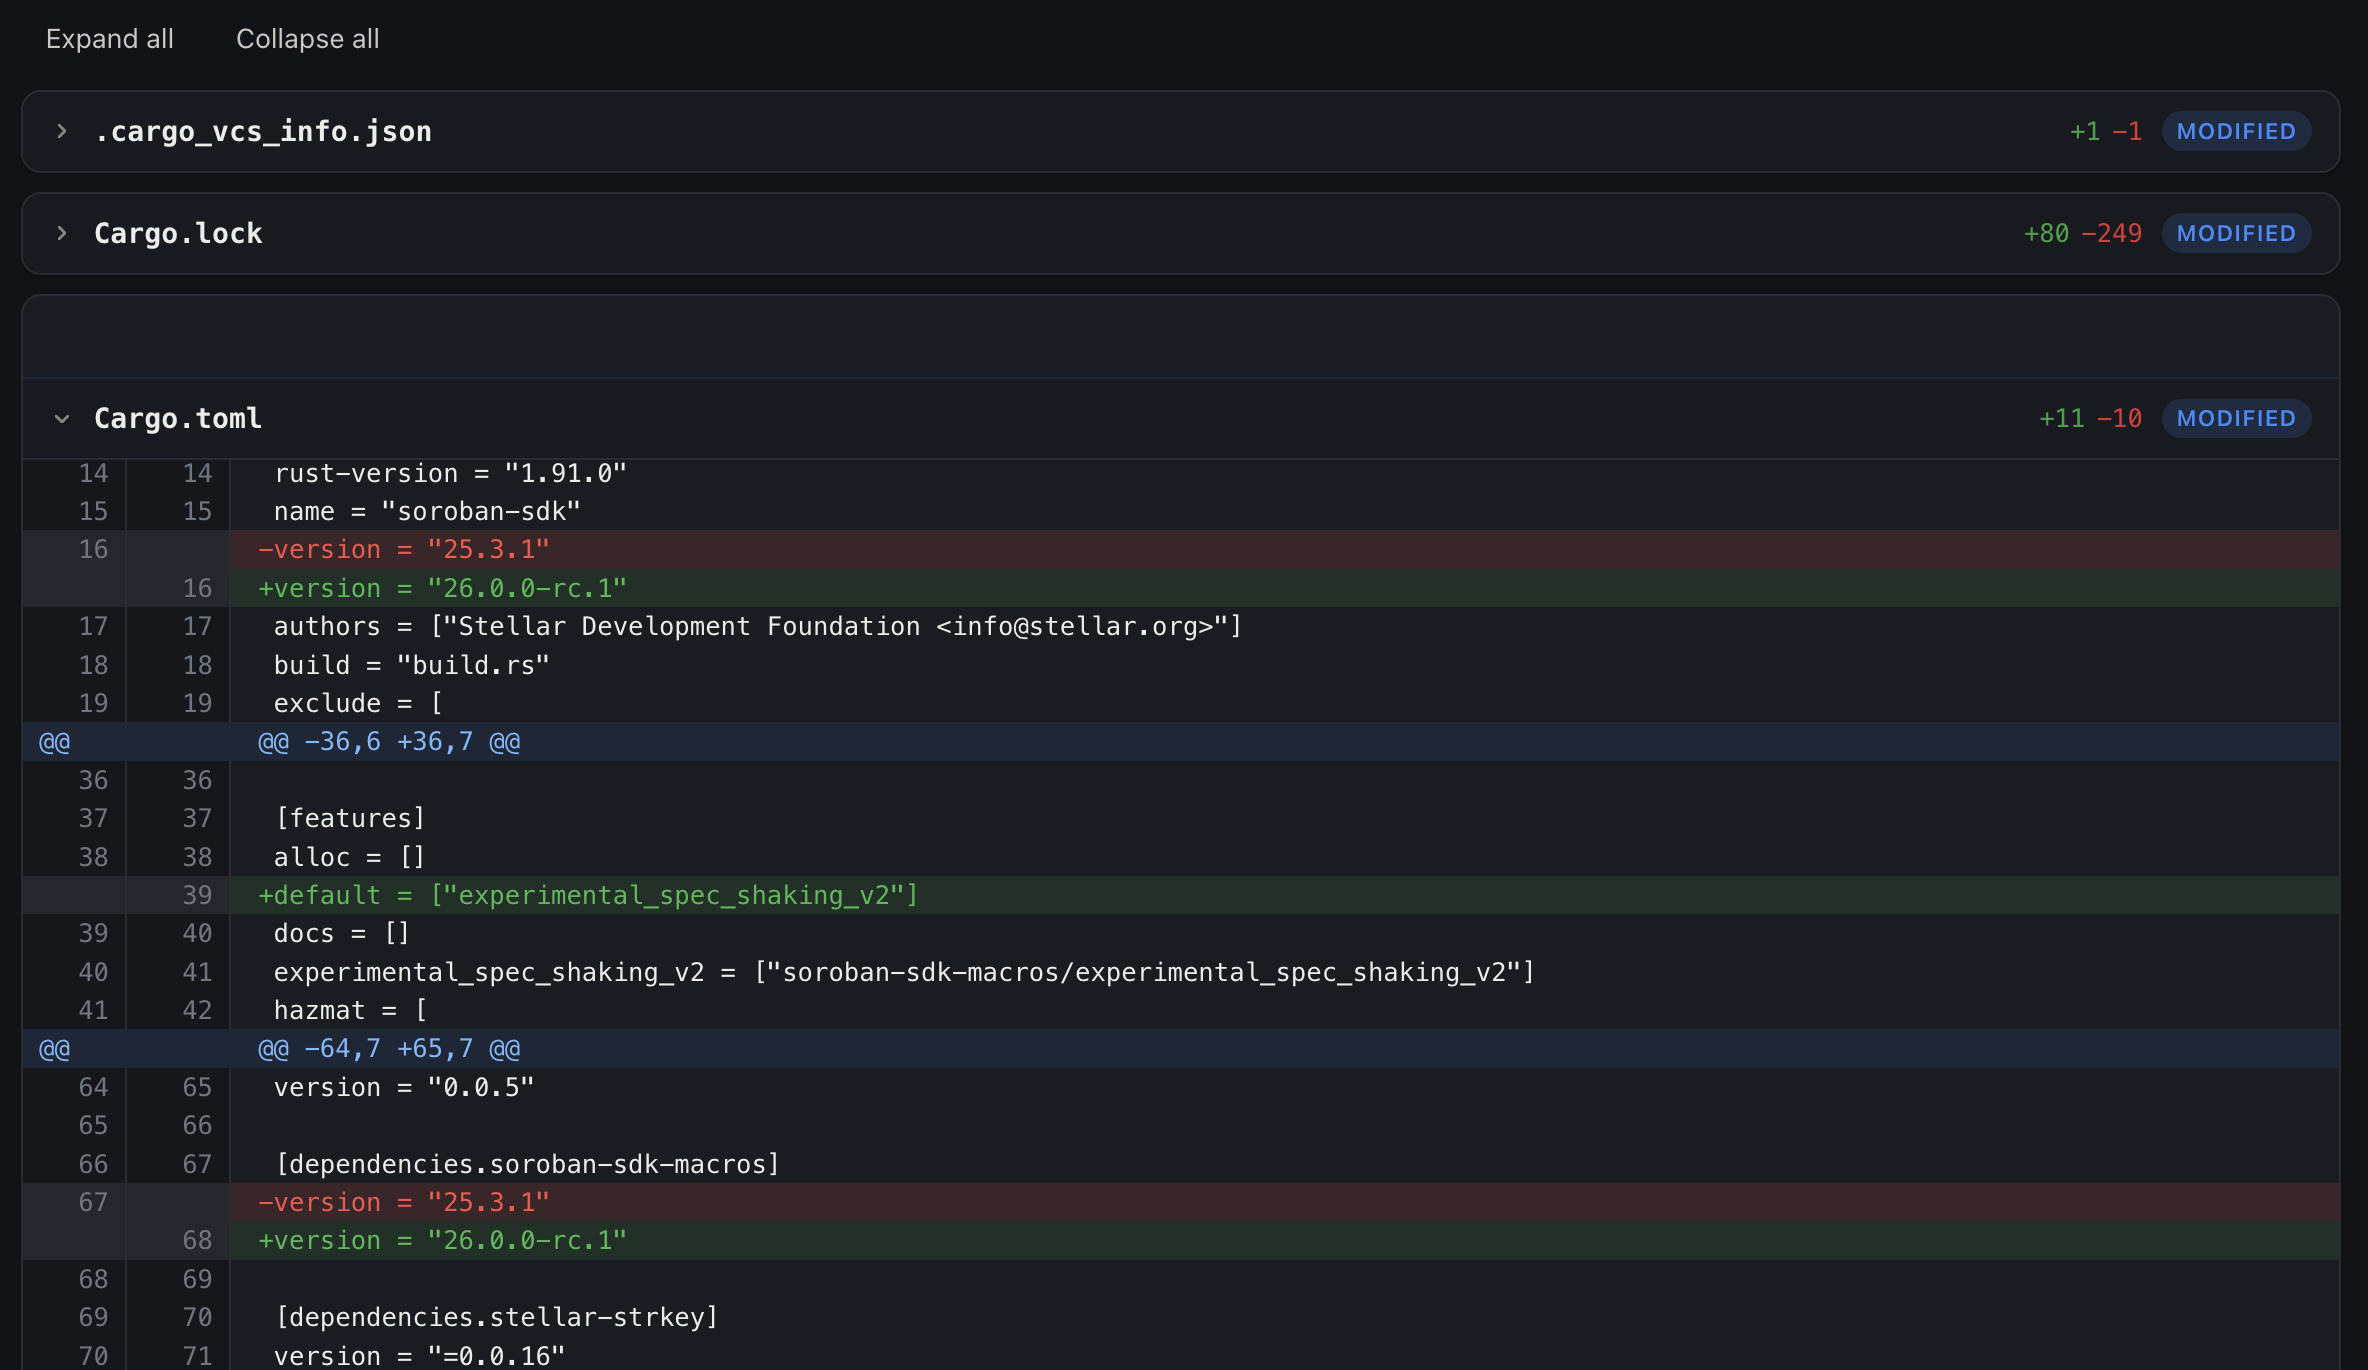 Expand all Collapse all
.cargo_vcs_info.json +1 −1 MODIFIED
Cargo.lock +80 −249 MODIFIED
Cargo.toml +11 −10 MODIFIED
14 14 rust-version = "1.91.0"
15 15 name = "soroban-sdk"
16 -version = "25.3.1"
16 +version = "26.0.0-rc.1"
17 17 authors = ["Stellar Development Foundation <info@stellar.org>"]
18 18 build = "build.rs"
19 19 exclude = [
@@ @@ -36,6 +36,7 @@
36 36
37 37 [features]
38 38 alloc = []
39 +default = ["experimental_spec_shaking_v2"]
39 40 docs = []
40 41 experimental_spec_shaking_v2 = ["soroban-sdk-macros/experimental_spec_shaking_v2"]
41 42 hazmat = [
@@ @@ -64,7 +65,7 @@
64 65 version = "0.0.5"
65 66
66 67 [dependencies.soroban-sdk-macros]
67 -version = "25.3.1"
68 +version = "26.0.0-rc.1"
68 69
69 70 [dependencies.stellar-strkey]
70 71 version = "=0.0.16"